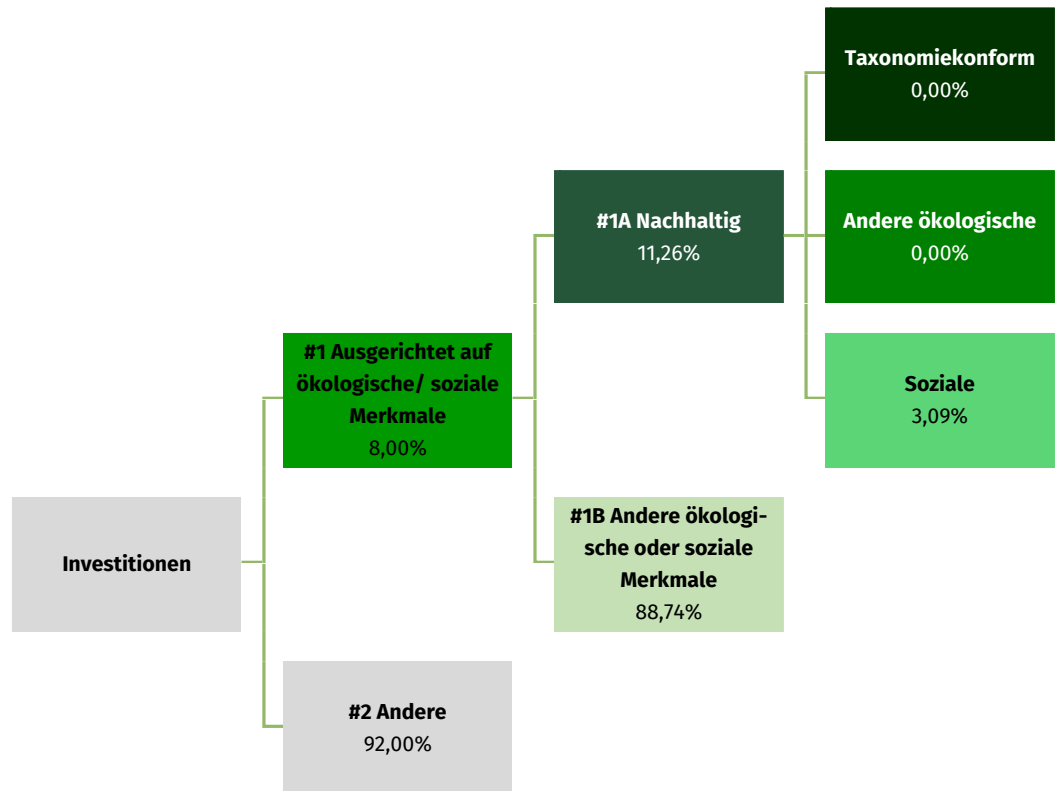 Taxonomiekonform
0,00%
#1A Nachhaltig
11,26%
Andere ökologische
0,00%
#1 Ausgerichtet auf
ökologische/ soziale
Merkmale
8,00%
Soziale
3,09%
Investitionen
#1B Andere ökologi-
sche oder soziale
Merkmale
88,74%
#2 Andere
92,00%